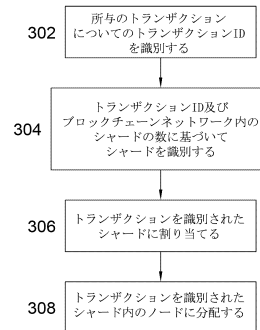 302
所与のトランザクション
についてのトランザクションID
を識別する
304
トランザクションID及び
ブロックチェーンネットワーク内の
シャードの数に基づいて
シャードを識別する
306
トランザクションを識別された
シャードに割り当てる
308
トランザクションを識別された
シャード内のノードに分配する